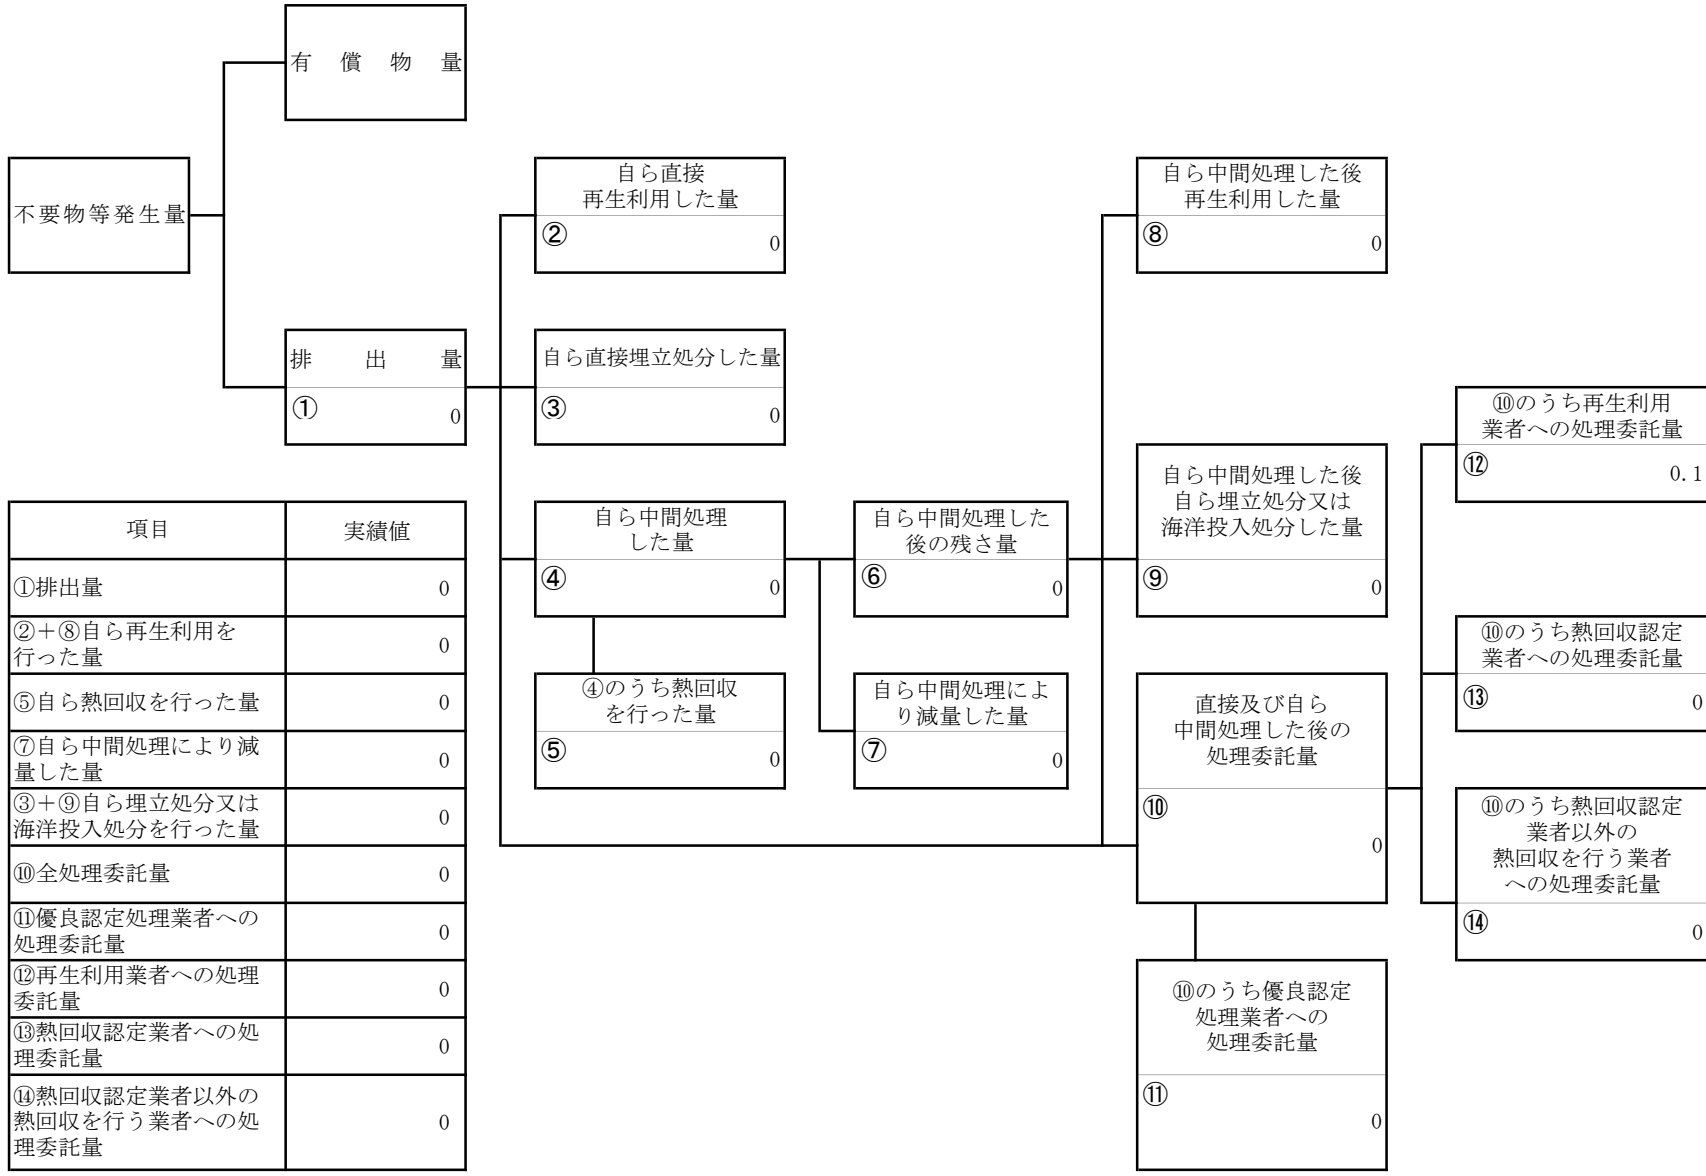 有償物量
不要物等発生量
自ら直接
再生利用した量
②
0
自ら中間処理した後
再生利用した量
⑧
0
排出量
①
0
自ら直接埋立処分した量
③
0
⑩のうち再生利用
業者への処理委託量
⑫
0.1
自ら中間処理した後
自ら埋立処分又は
海洋投入処分した量
⑨
0
自ら中間処理
した量
④
0
自ら中間処理した
後の残さ量
⑥
0
④のうち熱回収
を行った量
⑤
0
自ら中間処理によ
り減量した量
⑦
0
直接及び自ら
中間処理した後の
処理委託量
⑩
0
⑩のうち熱回収認定
業者への処理委託量
⑬
0
⑩のうち熱回収認定
業者以外の
熱回収を行う業者
への処理委託量
⑭
0
⑩のうち優良認定
処理業者への
処理委託量
⑪
0
項目 実績値
①排出量 0
②＋⑧自ら再生利用を
行った量 0
⑤自ら熱回収を行った量 0
⑦自ら中間処理により減
量した量 0
③＋⑨自ら埋立処分又は
海洋投入処分を行った量 0
⑩全処理委託量 0
⑪優良認定処理業者への
処理委託量 0
⑫再生利用業者への処理
委託量 0
⑬熱回収認定業者への処
理委託量 0
⑭熱回収認定業者以外の
熱回収を行う業者への処
理委託量 0